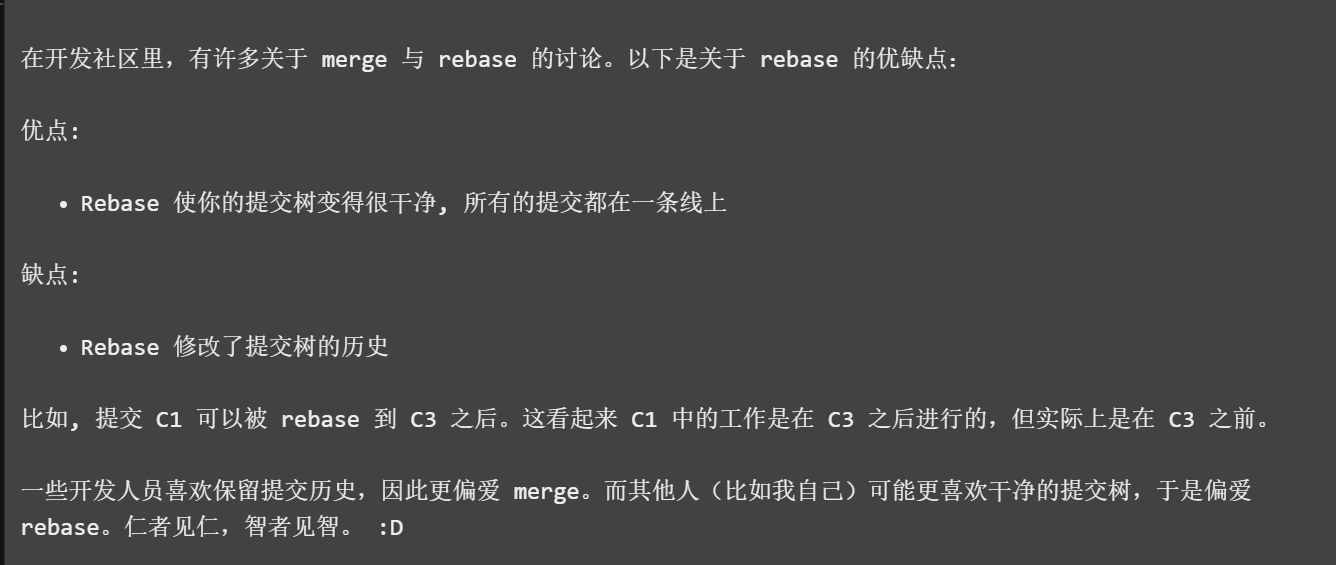 在开发社区里，有许多关于 merge 与 rebase 的讨论。以下是关于 rebase 的优缺点：
优点:
• Rebase 使你的提交树变得很干净, 所有的提交都在一条线上
缺点:
• Rebase 修改了提交树的历史
比如, 提交 C1 可以被 rebase 到 C3 之后。这看起来 C1 中的工作是在 C3 之后进行的，但实际上是在 C3 之前。
一些开发人员喜欢保留提交历史，因此更偏爱 merge。而其他人（比如我自己）可能更喜欢干净的提交树，于是偏爱
rebase。仁者见仁，智者见智。 :D